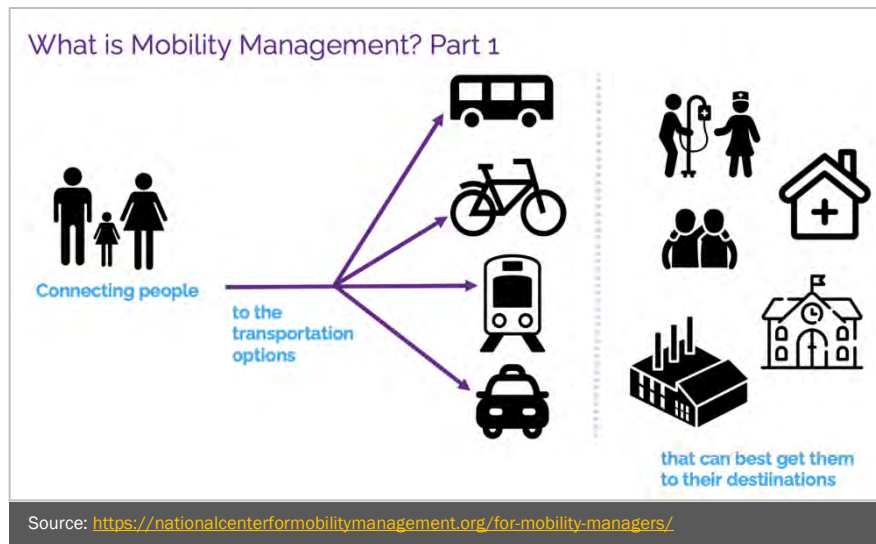 What is Mobility Management? Part 1
Connecting people
to the
transportation
options
that can best get them
to their destiinations
Source: https://nationalcenterformobilitymanagement.org/for-mobility-managers/